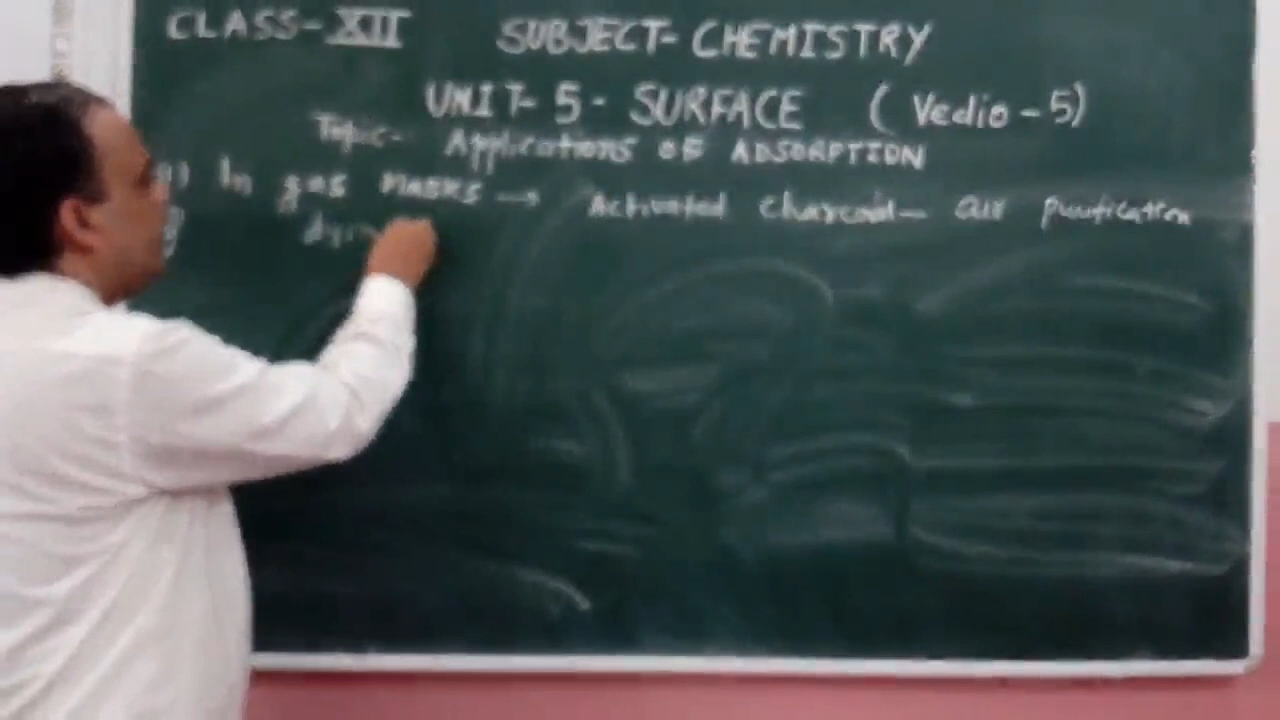 CLASS-XII SUBJECT- CHEMISTRY
UNIT- 5 - SURFACE (Vedio - 5)
Topic- Applications OF ADSORPTION
1) In gas Masks → Activated charcoal — air purification